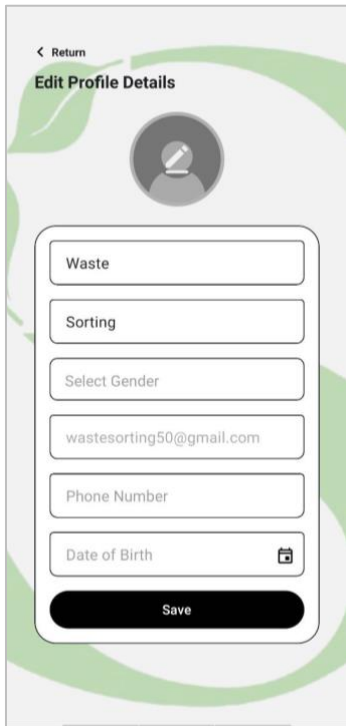 Return
Edit Profile Details
Waste
Sorting
Select Gender
wastesorting50@gmail.com
Phone Number
Date of Birth
Save